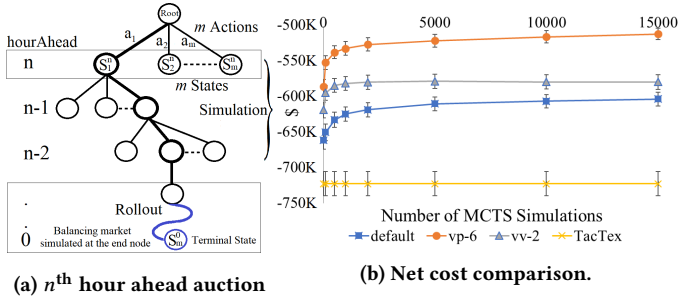 Root
m Actions
a1 a2 am
hourAhead
n
S1n S2n Smn
m States
n-1
Simulation
n-2
Rollout
.
.
0
Balancing market
simulated at the end node
Sm0
Terminal State
(a) nth hour ahead auction
0 5000 10000 15000
-500K
-550K
-600K
-650K
-700K
-750K
$
Number of MCTS Simulations
default vp-6 vv-2 TacTex
(b) Net cost comparison.